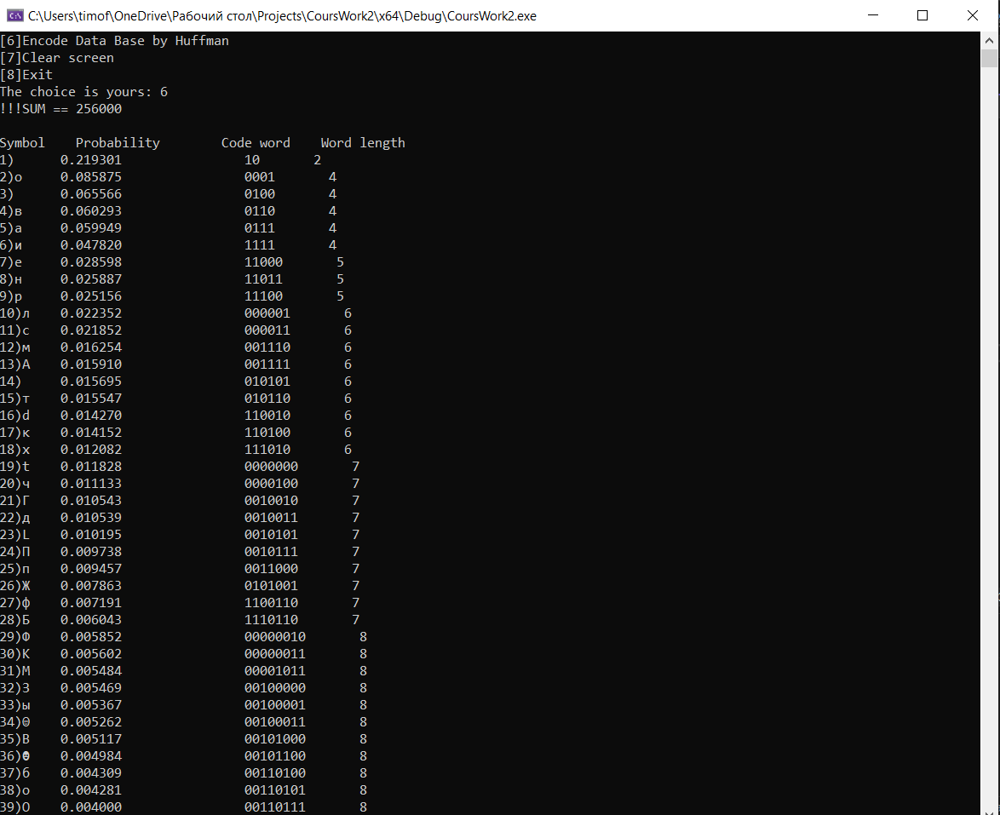 C:\Users\timof\OneDrive\Рабочий стол\Projects\CoursWork2\x64\Debug\CoursWork2.exe
[6]Encode Data Base by Huffman
[7]Clear screen
[8]Exit
The choice is yours: 6
!!!SUM == 256000
Symbol Probability Code word Word length
1) 0.219301 10 2
2)о 0.085875 0001 4
3) 0.065566 0100 4
4)в 0.060293 0110 4
5)а 0.059949 0111 4
6)и 0.047820 1111 4
7)е 0.028598 11000 5
8)н 0.025887 11011 5
9)р 0.025156 11100 5
10)л 0.022352 000001 6
11)с 0.021852 000011 6
12)м 0.016254 001110 6
13)А 0.015910 001111 6
14) 0.015695 010101 6
15)т 0.015547 010110 6
16)d 0.014270 110010 6
17)к 0.014152 110100 6
18)х 0.012082 111010 6
19)t 0.011828 0000000 7
20)ч 0.011133 0000100 7
21)Г 0.010543 0010010 7
22)д 0.010539 0010011 7
23)L 0.010195 0010101 7
24)П 0.009738 0010111 7
25)п 0.009457 0011000 7
26)Ж 0.007863 0101001 7
27)ф 0.007191 1100110 7
28)Б 0.006043 1110110 7
29)Ф 0.005852 00000010 8
30)К 0.005602 00000011 8
31)М 0.005484 00001011 8
32)З 0.005469 00100000 8
33)ы 0.005367 00100001 8
34)☺ 0.005262 00100011 8
35)В 0.005117 00101000 8
36)☻ 0.004984 00101100 8
37)б 0.004309 00110100 8
38)o 0.004281 00110101 8
39)О 0.004000 00110111 8